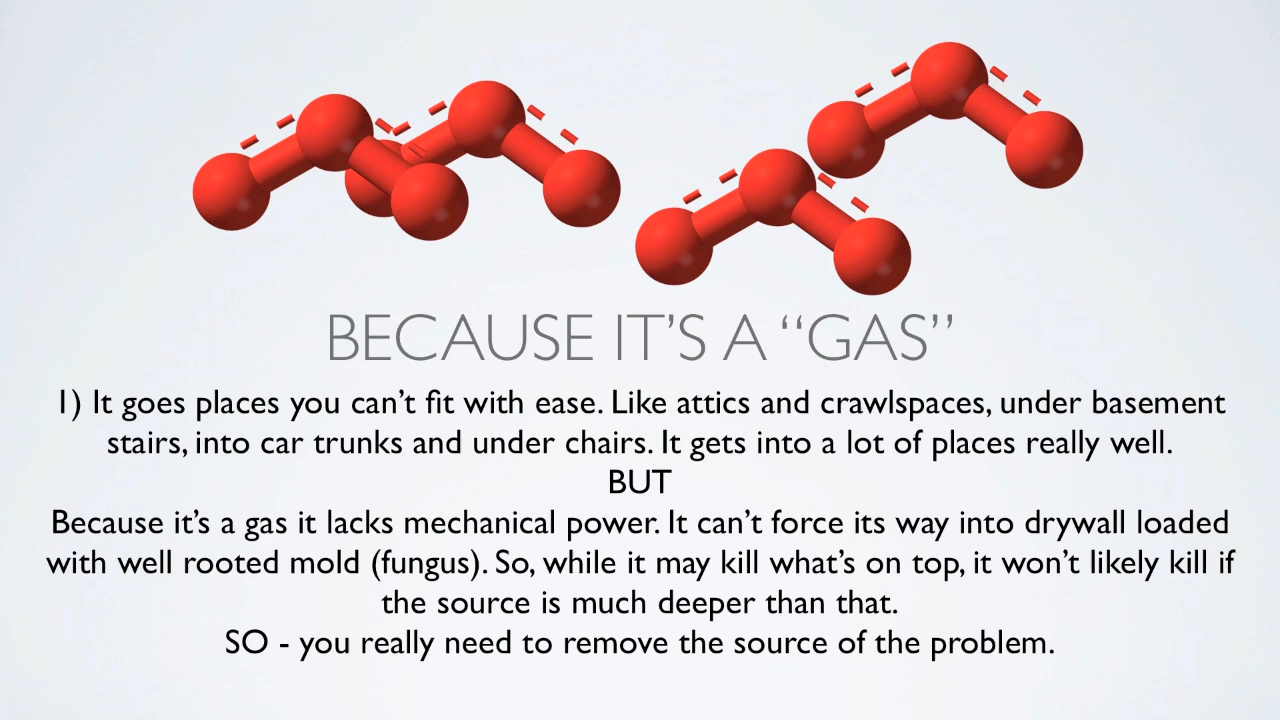 BECAUSE IT’S A “GAS”
1) It goes places you can’t fit with ease. Like attics and crawlspaces, under basement
stairs, into car trunks and under chairs. It gets into a lot of places really well.
BUT
Because it’s a gas it lacks mechanical power. It can’t force its way into drywall loaded
with well rooted mold (fungus). So, while it may kill what’s on top, it won’t likely kill if
the source is much deeper than that.
SO - you really need to remove the source of the problem.